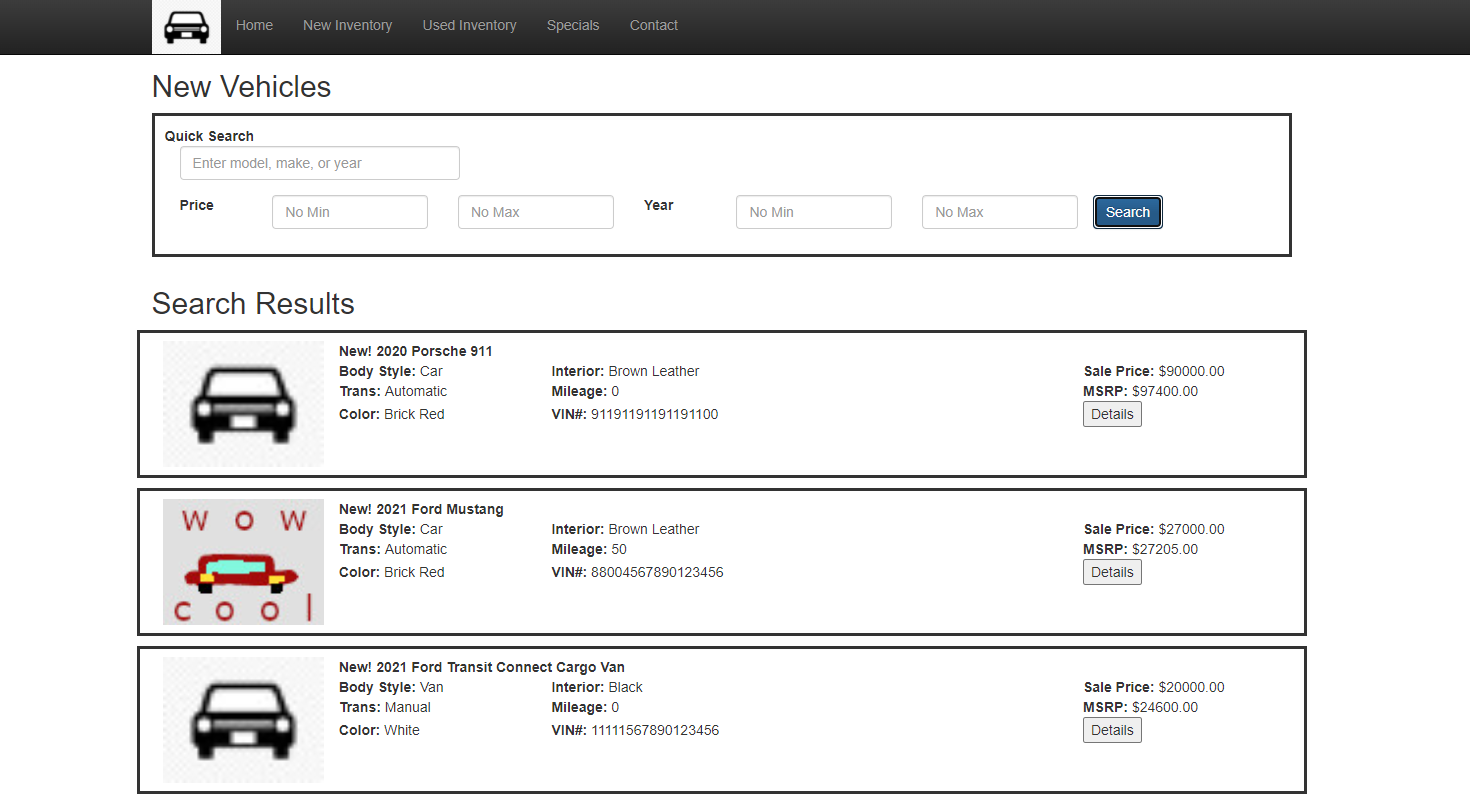 Home New Inventory Used Inventory Specials Contact
New Vehicles
Quick Search
Enter model, make, or year
Price No Min No Max Year No Min No Max Search
Search Results
New! 2020 Porsche 911
Body Style: Car Interior: Brown Leather Sale Price: $90000.00
Trans: Automatic Mileage: 0 MSRP: $97400.00
Color: Brick Red VIN#: 91191191191191100 Details
wow
cool
New! 2021 Ford Mustang
Body Style: Car Interior: Brown Leather Sale Price: $27000.00
Trans: Automatic Mileage: 50 MSRP: $27205.00
Color: Brick Red VIN#: 88004567890123456 Details
New! 2021 Ford Transit Connect Cargo Van
Body Style: Van Interior: Black Sale Price: $20000.00
Trans: Manual Mileage: 0 MSRP: $24600.00
Color: White VIN#: 11111567890123456 Details